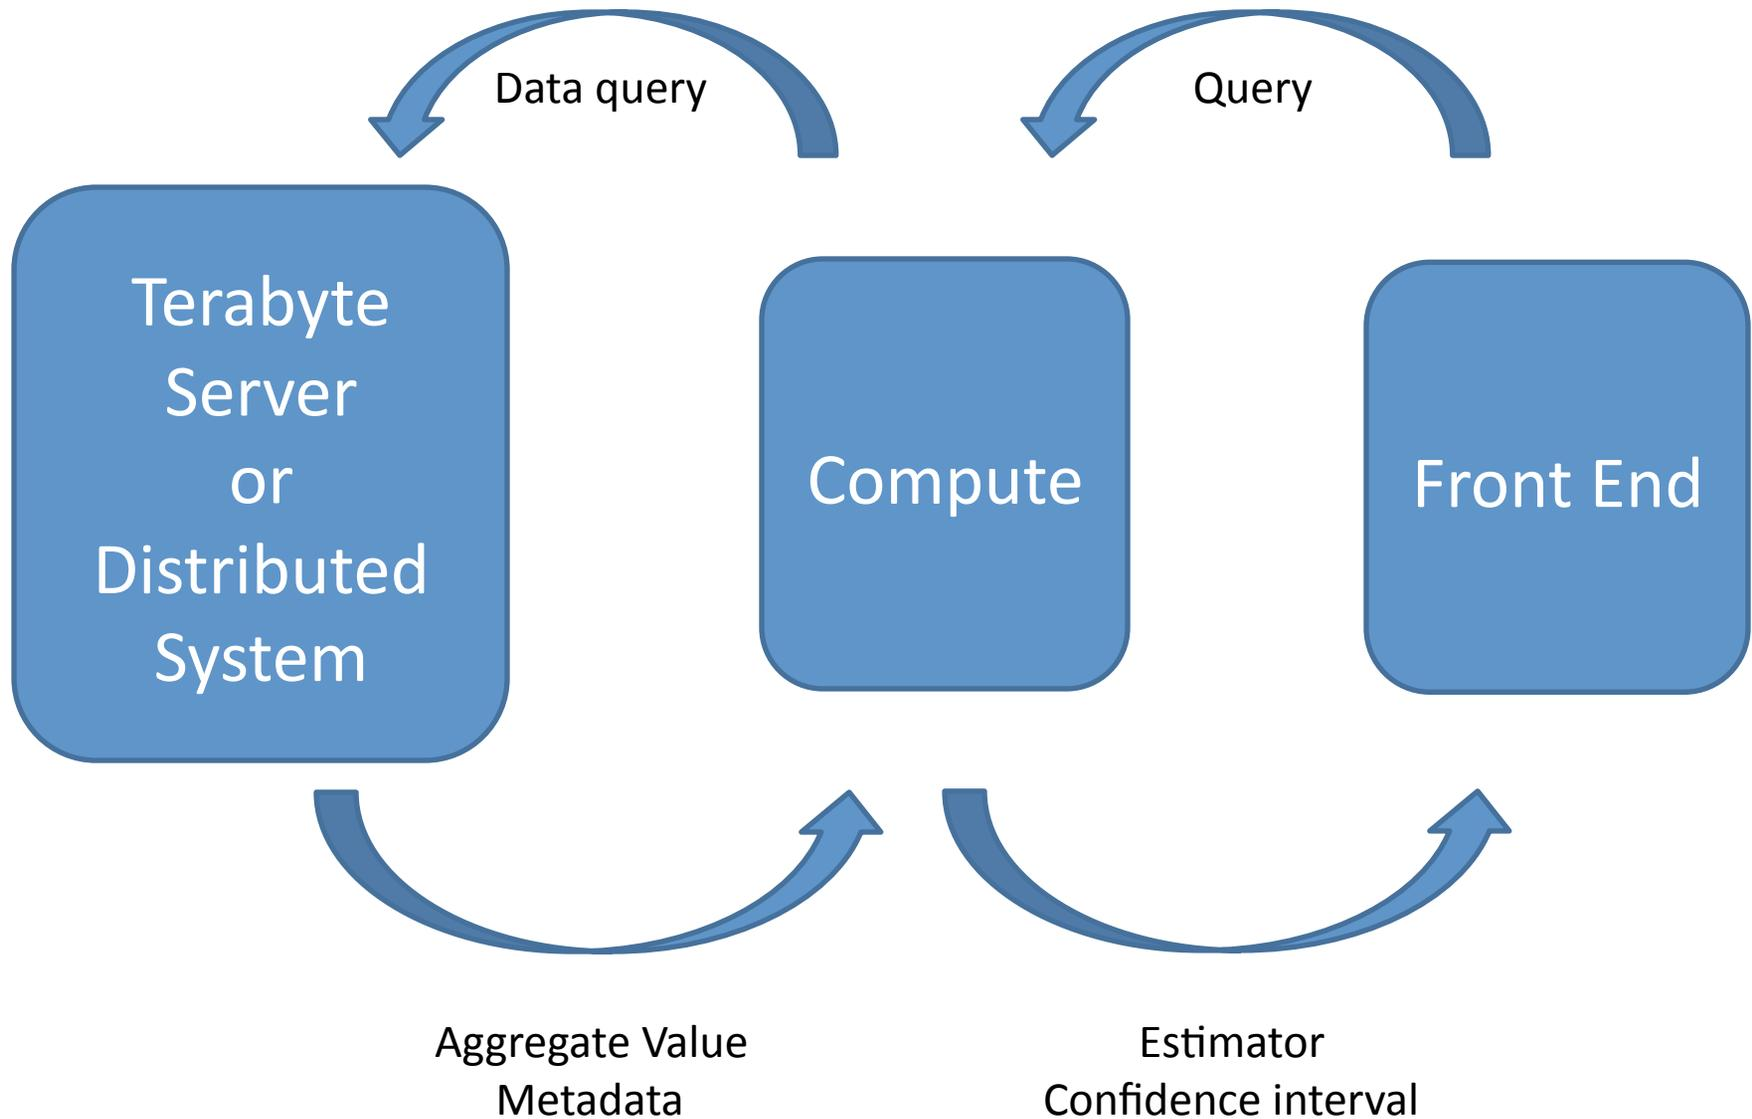 Data query
Query
Terabyte
Server
or
Distributed
System
Compute
Front End
Aggregate Value
Metadata
Estimator
Confidence interval